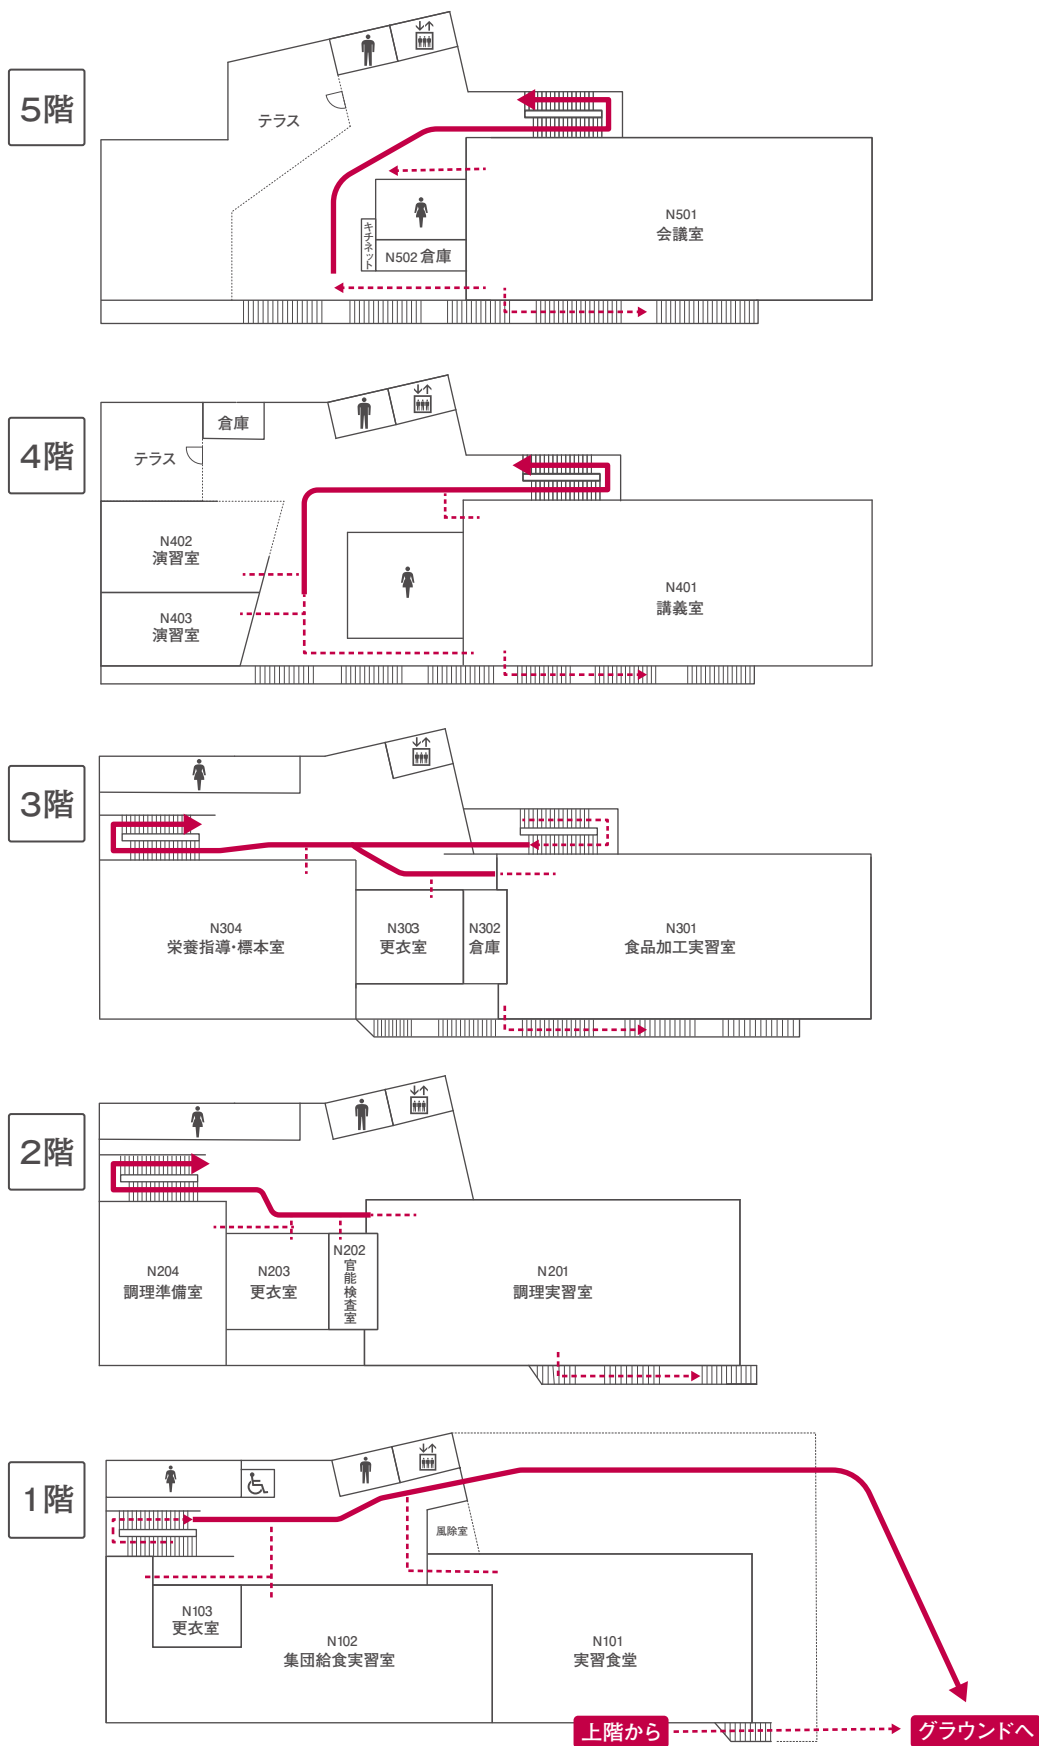 5階
テラス
N501
会議室
キチネット
N502 倉庫
4階
倉庫
テラス
N402
演習室
N401
講義室
N403
演習室
3階
N304
栄養指導・標本室
N303
更衣室
N302
倉庫
N301
食品加工実習室
2階
N204
調理準備室
N203
更衣室
N202
官能検査室
N201
調理実習室
1階
風除室
N103
更衣室
N102
集団給食実習室
N101
実習食堂
上階から
グラウンドへ